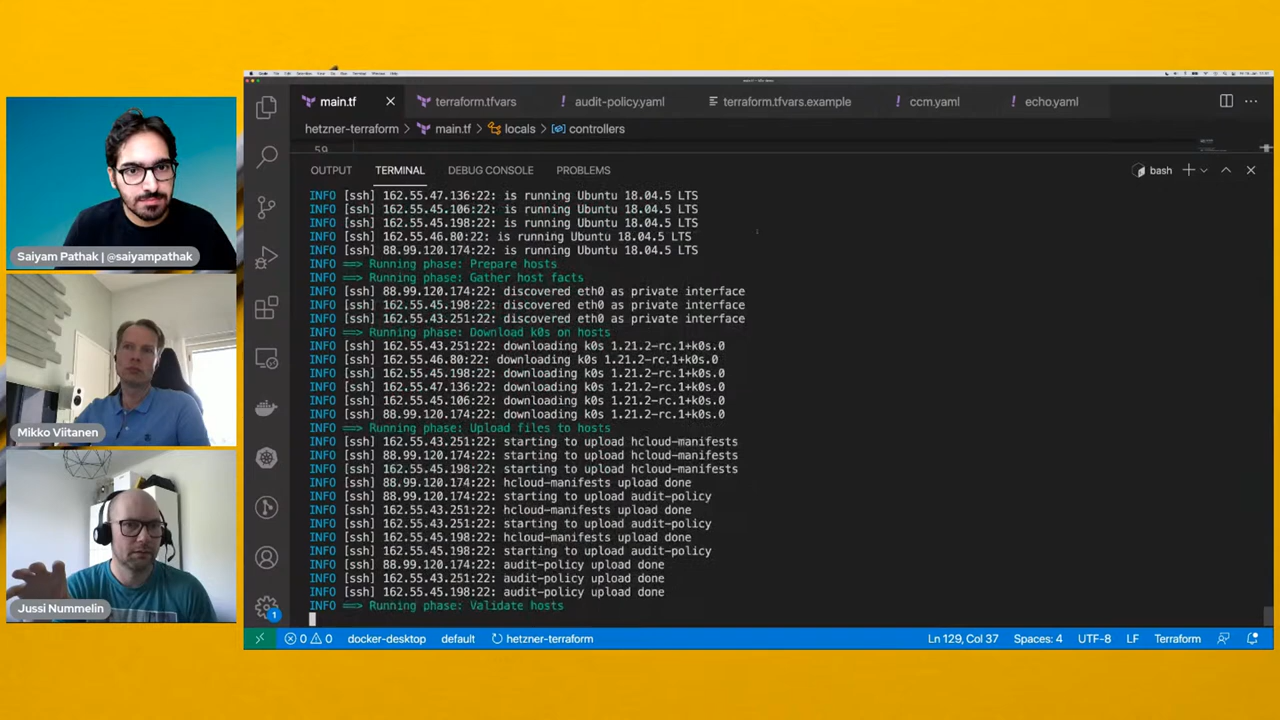 Saiyam Pathak | @saiyampathak
Mikko Viitanen
Jussi Nummelin
main.tf
terraform.tfvars
audit-policy.yaml
terraform.tfvars.example
ccm.yaml
echo.yaml
hetzner-terraform > main.tf > locals > controllers
59
OUTPUT TERMINAL DEBUG CONSOLE PROBLEMS
bash
INFO [ssh] 162.55.47.136:22: is running Ubuntu 18.04.5 LTS
INFO [ssh] 162.55.45.106:22: is running Ubuntu 18.04.5 LTS
INFO [ssh] 162.55.45.198:22: is running Ubuntu 18.04.5 LTS
INFO [ssh] 162.55.46.80:22: is running Ubuntu 18.04.5 LTS
INFO [ssh] 88.99.120.174:22: is running Ubuntu 18.04.5 LTS
INFO ==> Running phase: Prepare hosts
INFO ==> Running phase: Gather host facts
INFO [ssh] 88.99.120.174:22: discovered eth0 as private interface
INFO [ssh] 162.55.45.198:22: discovered eth0 as private interface
INFO [ssh] 162.55.43.251:22: discovered eth0 as private interface
INFO ==> Running phase: Download k0s on hosts
INFO [ssh] 162.55.43.251:22: downloading k0s 1.21.2-rc.1+k0s.0
INFO [ssh] 162.55.46.80:22: downloading k0s 1.21.2-rc.1+k0s.0
INFO [ssh] 162.55.45.198:22: downloading k0s 1.21.2-rc.1+k0s.0
INFO [ssh] 162.55.47.136:22: downloading k0s 1.21.2-rc.1+k0s.0
INFO [ssh] 162.55.45.106:22: downloading k0s 1.21.2-rc.1+k0s.0
INFO [ssh] 88.99.120.174:22: downloading k0s 1.21.2-rc.1+k0s.0
INFO ==> Running phase: Upload files to hosts
INFO [ssh] 162.55.43.251:22: starting to upload hcloud-manifests
INFO [ssh] 88.99.120.174:22: starting to upload hcloud-manifests
INFO [ssh] 162.55.45.198:22: starting to upload hcloud-manifests
INFO [ssh] 88.99.120.174:22: hcloud-manifests upload done
INFO [ssh] 88.99.120.174:22: starting to upload audit-policy
INFO [ssh] 162.55.43.251:22: hcloud-manifests upload done
INFO [ssh] 162.55.43.251:22: starting to upload audit-policy
INFO [ssh] 162.55.45.198:22: hcloud-manifests upload done
INFO [ssh] 162.55.45.198:22: starting to upload audit-policy
INFO [ssh] 88.99.120.174:22: audit-policy upload done
INFO [ssh] 162.55.43.251:22: audit-policy upload done
INFO [ssh] 162.55.45.198:22: audit-policy upload done
INFO ==> Running phase: Validate hosts
1
0 0 docker-desktop default hetzner-terraform Ln 129, Col 37 Spaces: 4 UTF-8 LF Terraform